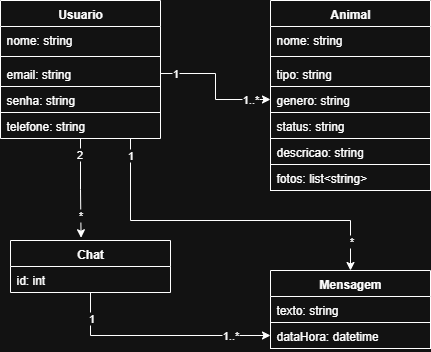 Usuario
nome: string
email: string
senha: string
telefone: string
Animal
nome: string
tipo: string
genero: string
status: string
descricao: string
fotos: list<string>
1
1..*
2
1
*
*
Chat
id: int
Mensagem
texto: string
dataHora: datetime
1
1..*